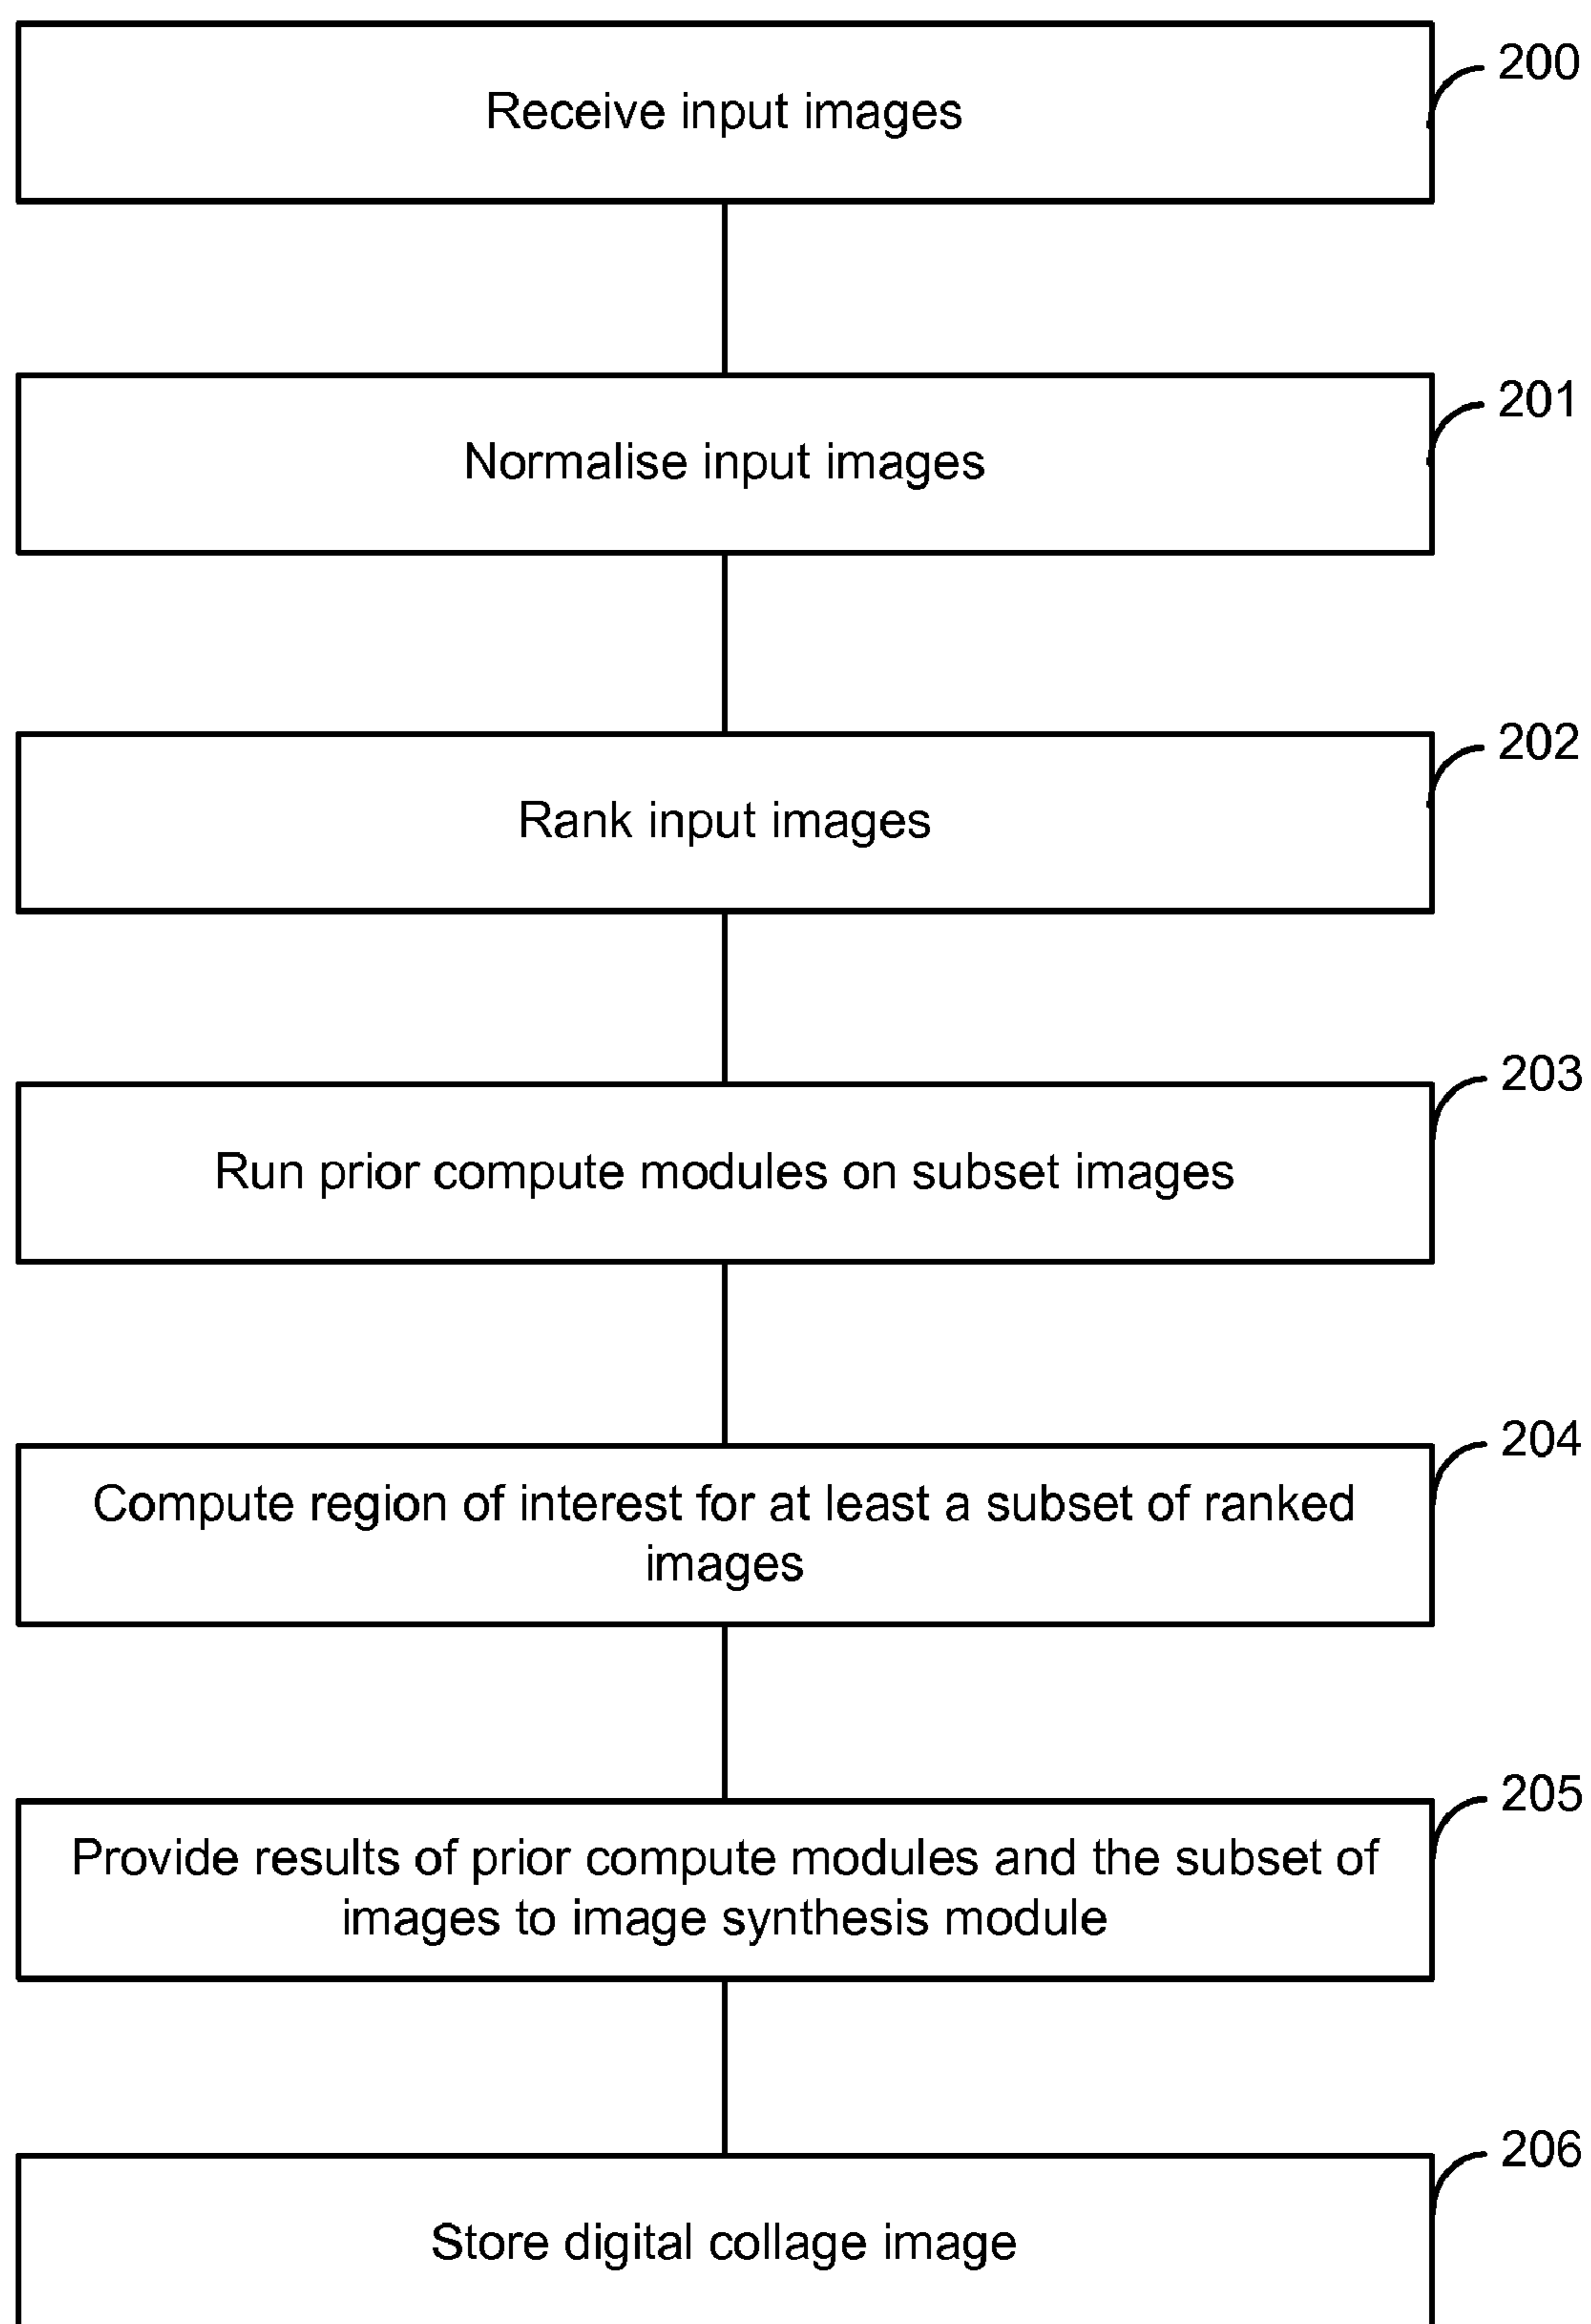 200
Receive input images
201
Normalise input images
202
Rank input images
203
Run prior compute modules on subset images
204
Compute region of interest for at least a subset of ranked
images
205
Provide results of prior compute modules and the subset of
images to image synthesis module
206
Store digital collage image